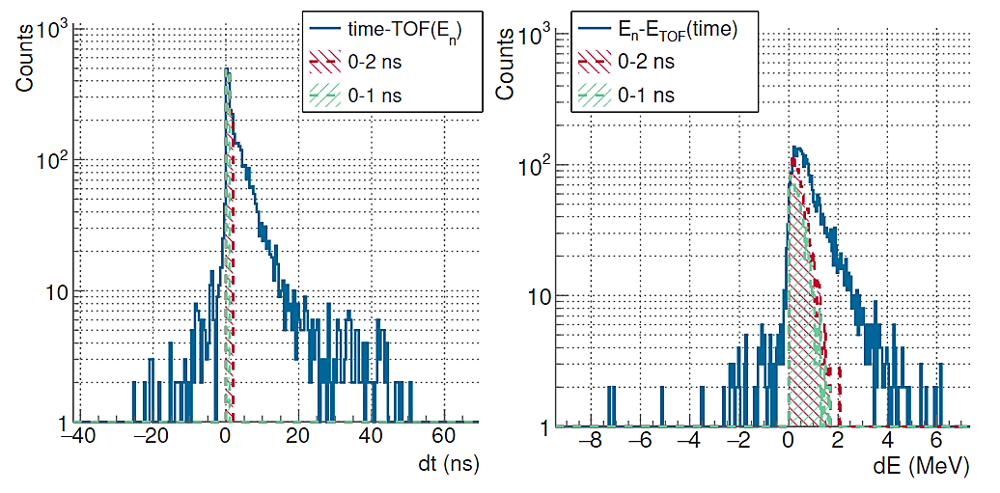 Counts
10³
10²
10
1
−40
−20
0
20
40
60
dt (ns)
time-TOF(Eₙ)
0-2 ns
0-1 ns
Counts
10³
10²
10
1
−8
−6
−4
−2
0
2
4
6
dE (MeV)
Eₙ-E_TOF(time)
0-2 ns
0-1 ns